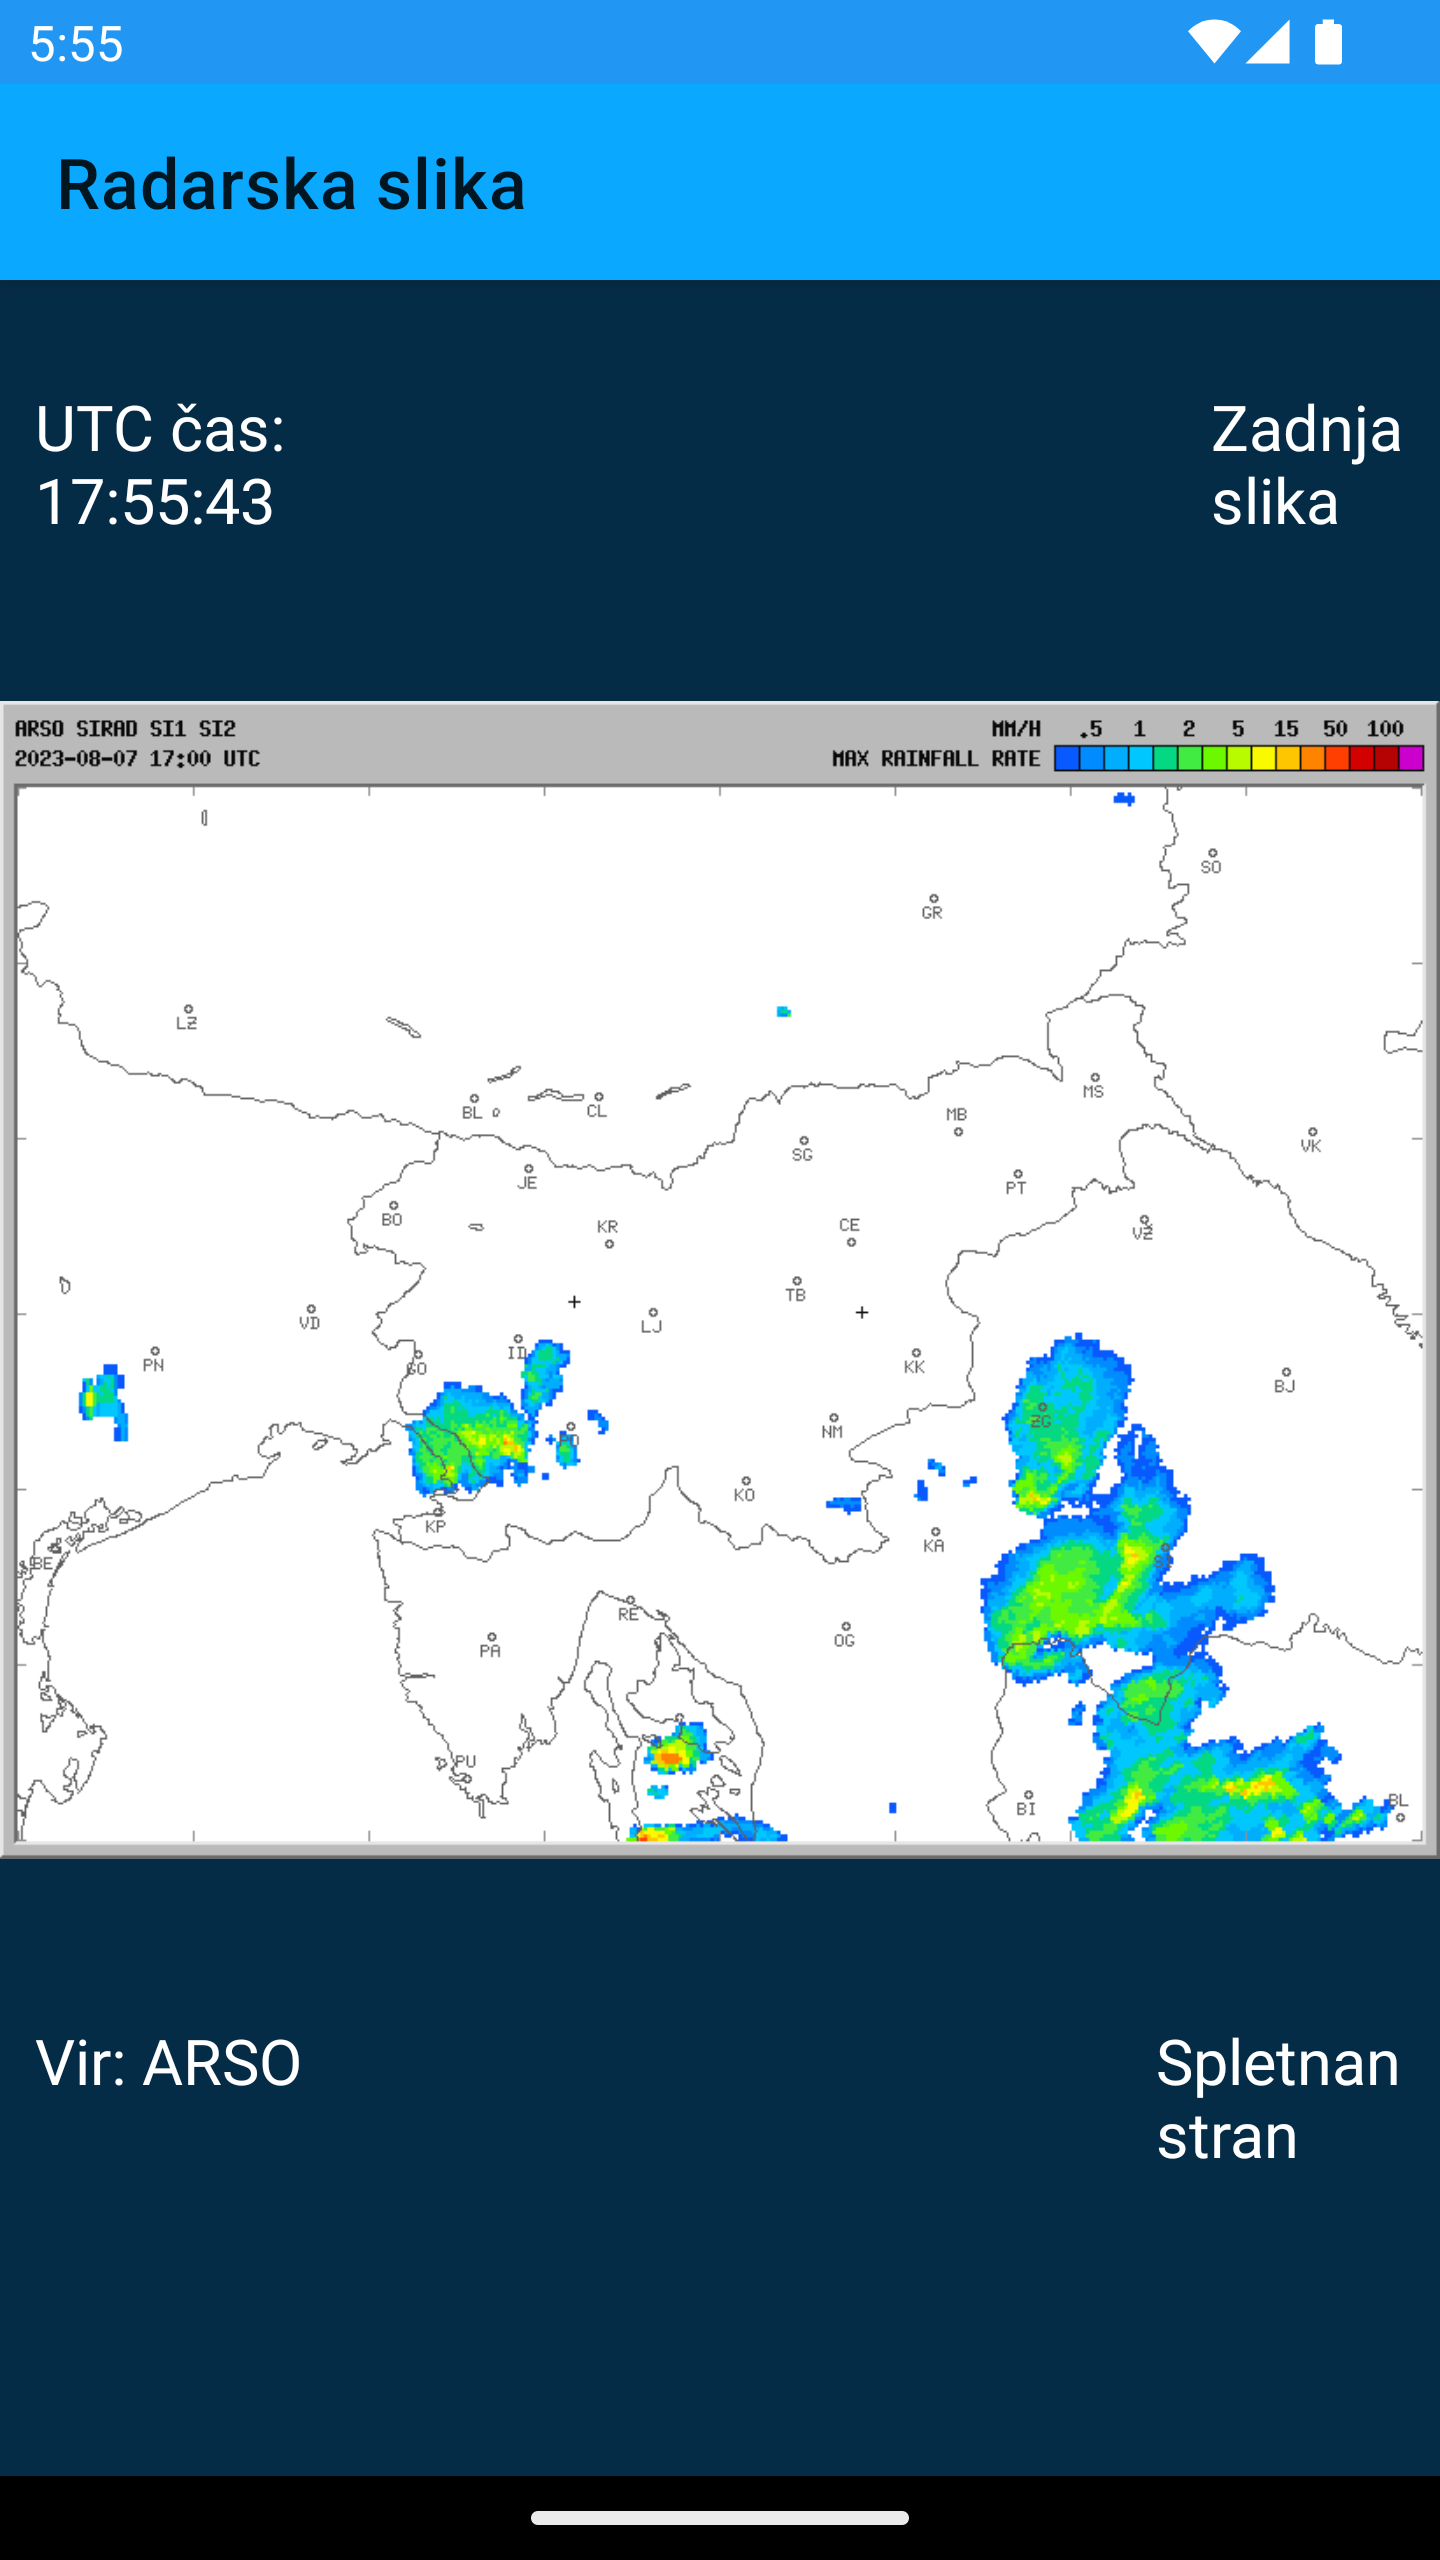 5:55
Radarska slika
UTC čas:
17:55:43
Zadnja
slika
ARSO SIRAD SI1 SI2
2023-08-07 17:00 UTC
MM/H .5 1 2 5 15 50 100
MAX RAINFALL RATE
SO
GR
LZ
MS
BL
CL
MB
VK
SG
JE
PT
BO
KR
CE
VŽ
TB
VD
LJ
ID
PN
GO
KK
BJ
ZG
NM
PO
KO
KP
KA
BE
SI
RE
OG
PA
PU
BI
BL
Vir: ARSO
Spletnan
stran